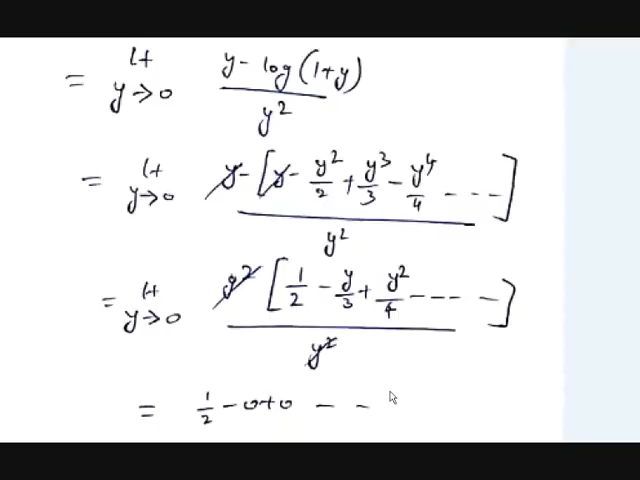 = lt y→0 y - log(1+y) / y²
= lt y→0 y - [y - y²/2 + y³/3 - y⁴/4 - - - -] / y²
= lt y→0 y² [1/2 - y/3 + y²/4 - - - - -] / y²
= 1/2 - 0 + 0 - -